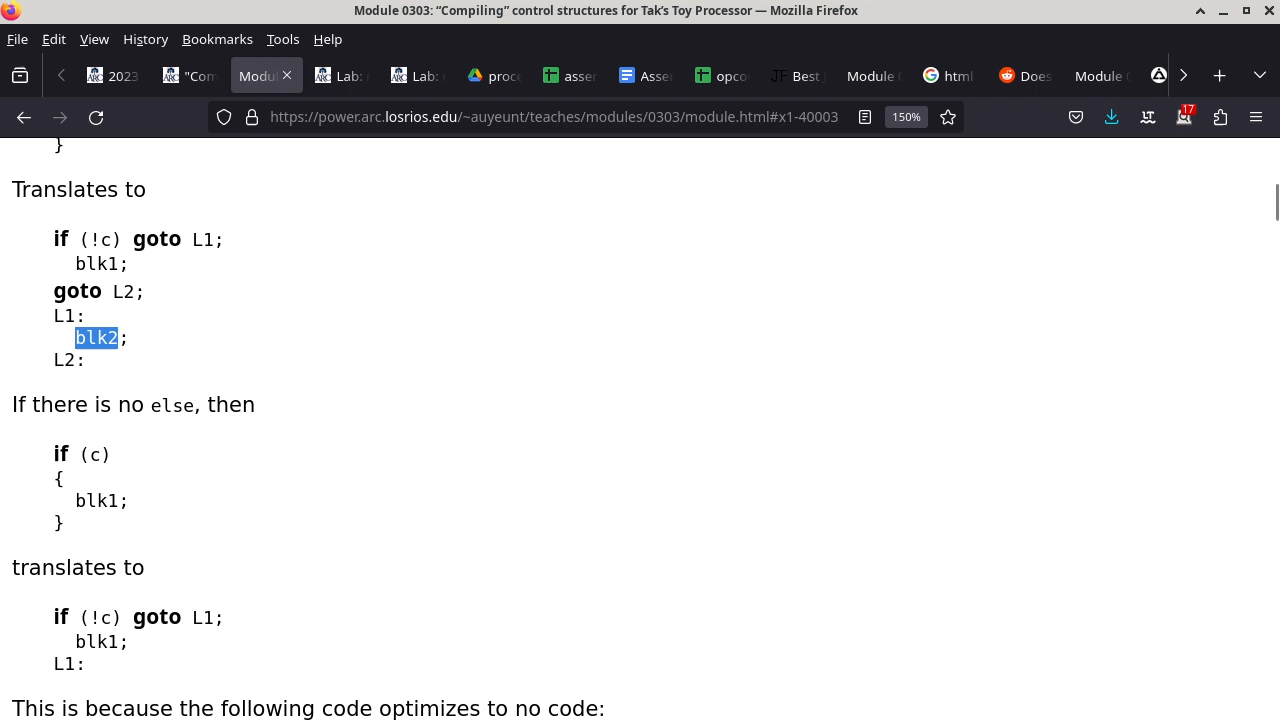 Module 0303: “Compiling” control structures for Tak’s Toy Processor — Mozilla Firefox
File Edit View History Bookmarks Tools Help
2023 "Com Modul Lab: Lab: proce asser Asser opco JF Best Module html Does Module
https://power.arc.losrios.edu/~auyeunt/teaches/modules/0303/module.html#x1-40003 150% 17
}
Translates to
if (!c) goto L1;
blk1;
goto L2;
L1:
blk2;
L2:
If there is no else, then
if (c)
{
blk1;
}
translates to
if (!c) goto L1;
blk1;
L1:
This is because the following code optimizes to no code: